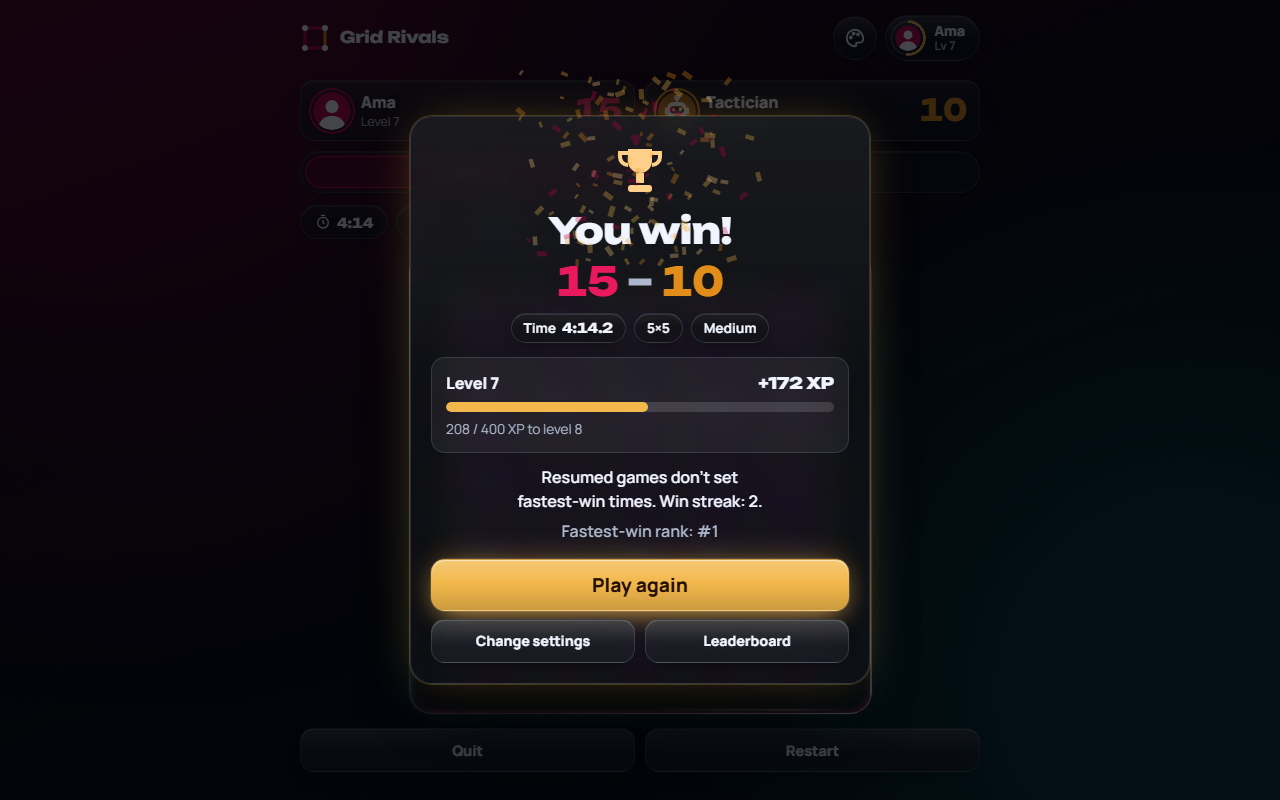 Grid Rivals
Ama
Lv 7
Ama
Level 7
15
Tactician
10
4:14
You win!
15 – 10
Time 4:14.2
5×5
Medium
Level 7
+172 XP
208 / 400 XP to level 8
Resumed games don't set
fastest-win times. Win streak: 2.
Fastest-win rank: #1
Play again
Change settings
Leaderboard
Quit
Restart